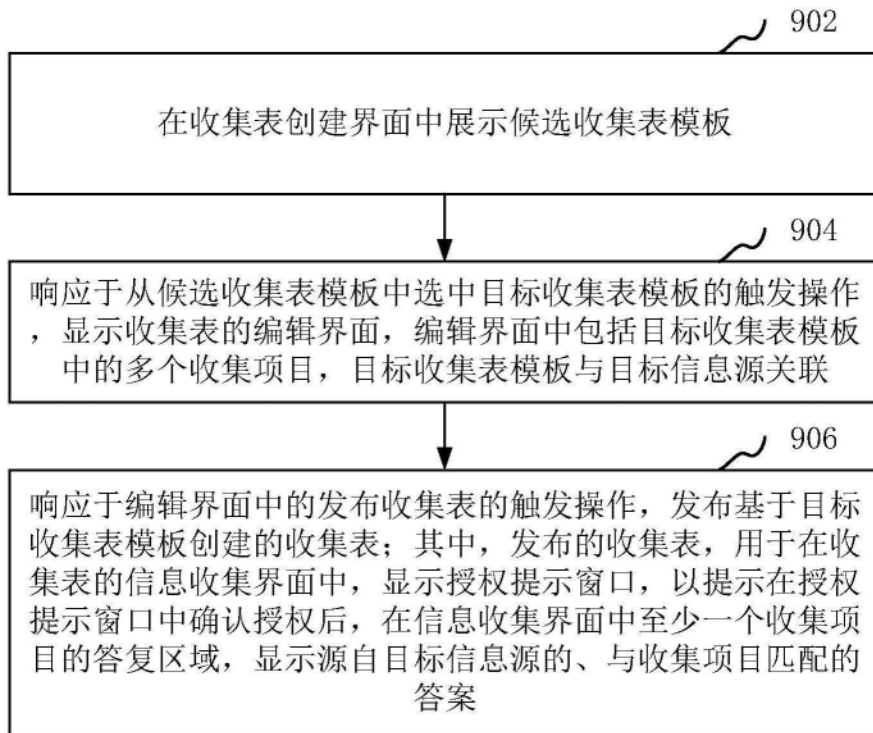 902
在收集表创建界面中展示候选收集表模板
904
响应于从候选收集表模板中选中目标收集表模板的触发操作
，显示收集表的编辑界面，编辑界面中包括目标收集表模板
中的多个收集项目，目标收集表模板与目标信息源关联
906
响应于编辑界面中的发布收集表的触发操作，发布基于目标
收集表模板创建的收集表；其中，发布的收集表，用于在收
集表的信息收集界面中，显示授权提示窗口，以提示在授权
提示窗口中确认授权后，在信息收集界面中至少一个收集项
目的答复区域，显示源自目标信息源的、与收集项目匹配的
答案